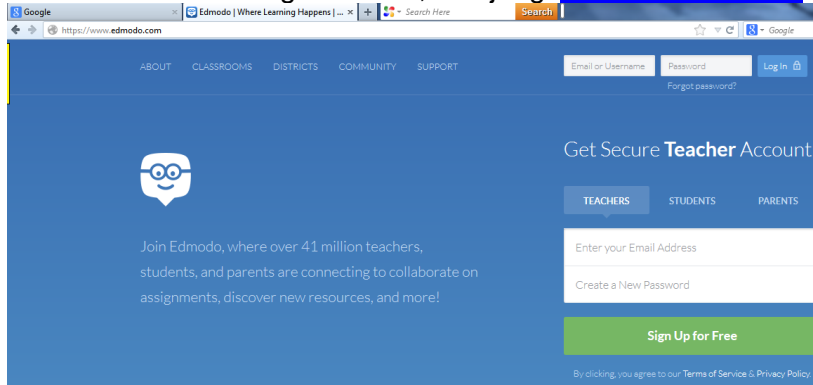 Google
Edmodo | Where Learning Happens | ...
Search Here
Search
https://www.edmodo.com
Google
ABOUT CLASSROOMS DISTRICTS COMMUNITY SUPPORT
Email or Username
Password
Log In
Forgot password?
Get Secure Teacher Account
TEACHERS STUDENTS PARENTS
Join Edmodo, where over 41 million teachers,
students, and parents are connecting to collaborate on
assignments, discover new resources, and more!
Enter your Email Address
Create a New Password
Sign Up for Free
By clicking, you agree to our Terms of Service & Privacy Policy.